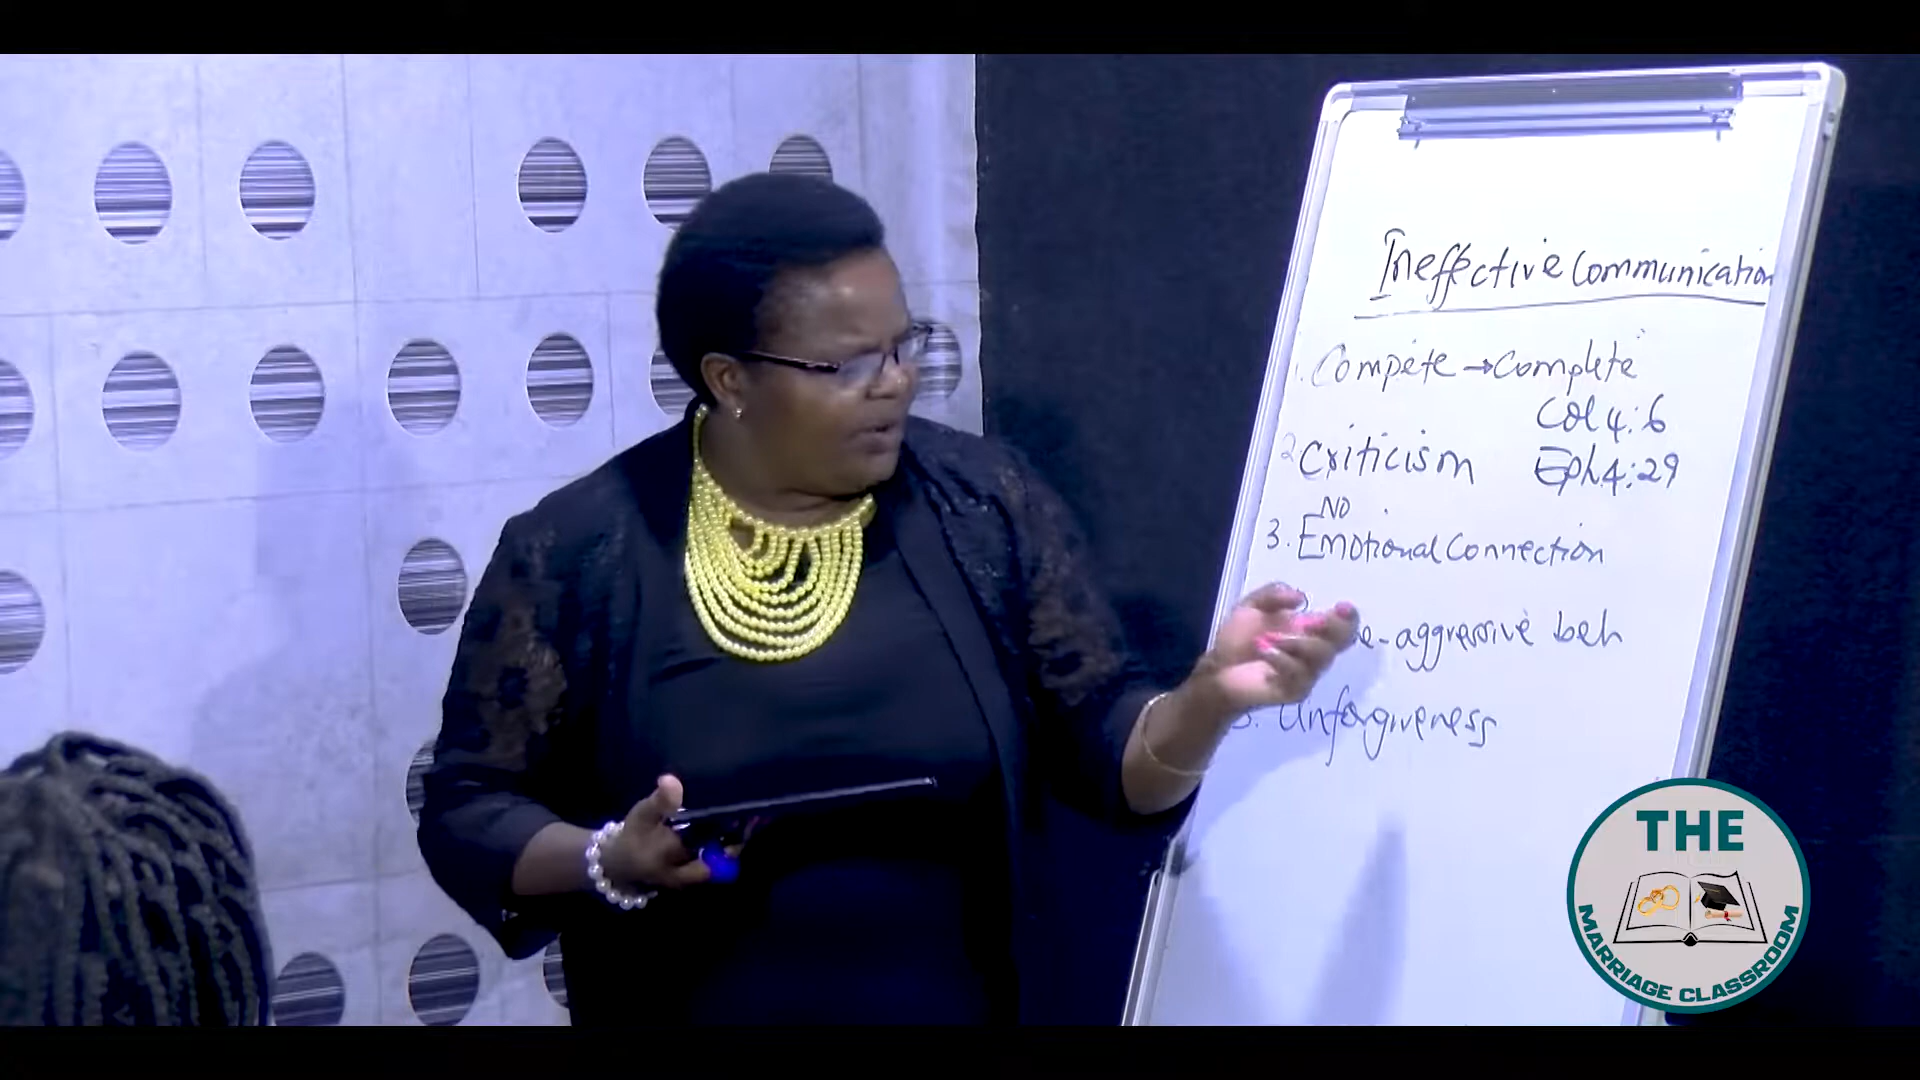 Ineffective Communication
1. Compete → Complete
Col 4:6
2. Criticism Eph 4:29
NO
3. Emotional Connection
e-aggressive beh
5. Unforgiveness
THE
MARRIAGE CLASSROOM